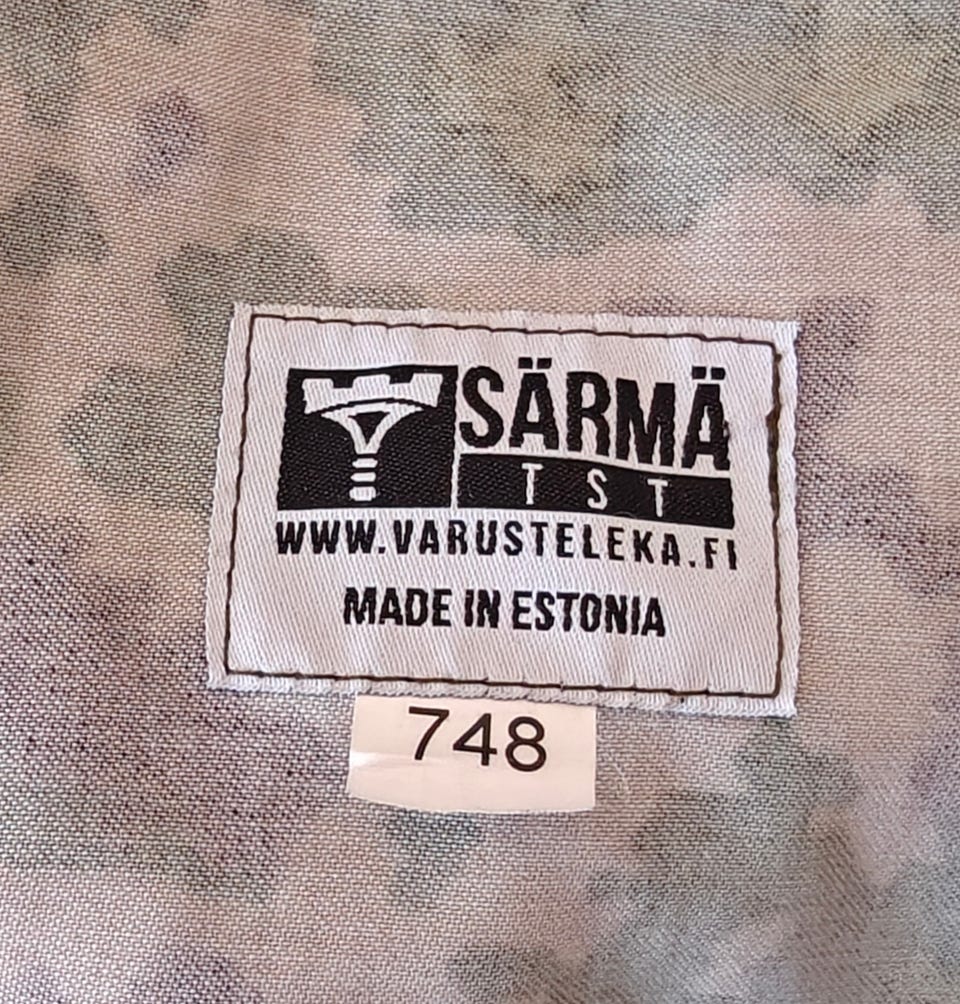 SÄRMÄ
TST
WWW.VARUSTELEKA.FI
MADE IN ESTONIA
748